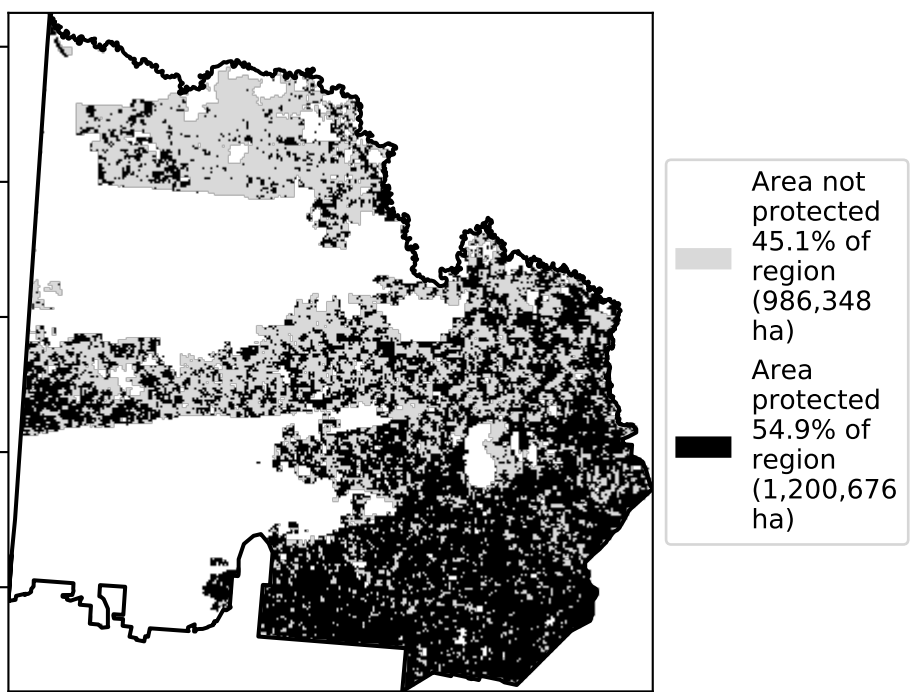 Area not
protected
45.1% of
region
(986,348
ha)
Area
protected
54.9% of
region
(1,200,676
ha)